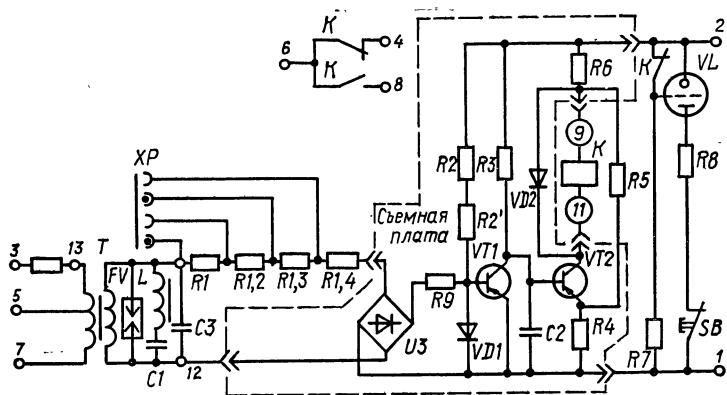 K
4
6
K
8
2
VL
K
R6
XP
9
K
R2
R3
R8
VD2
R5
11
Съемная
плата
R2'
VT1
VT2
3
13
T
FV
L
R1
R1,2
R1,3
R1,4
R9
5
C3
U3
VD1
C2
R4
SB
R7
7
C1
12
1